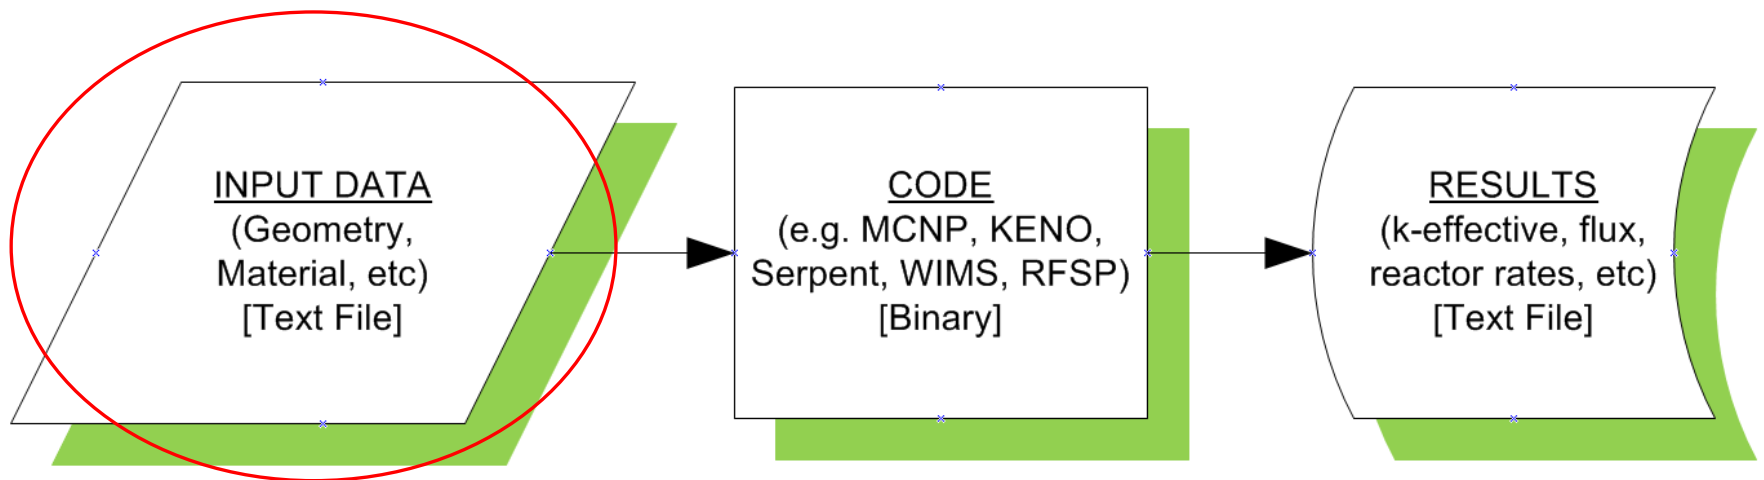 INPUT DATA
(Geometry,
Material, etc)
[Text File]
CODE
(e.g. MCNP, KENO,
Serpent, WIMS, RFSP)
[Binary]
RESULTS
(k-effective, flux,
reactor rates, etc)
[Text File]